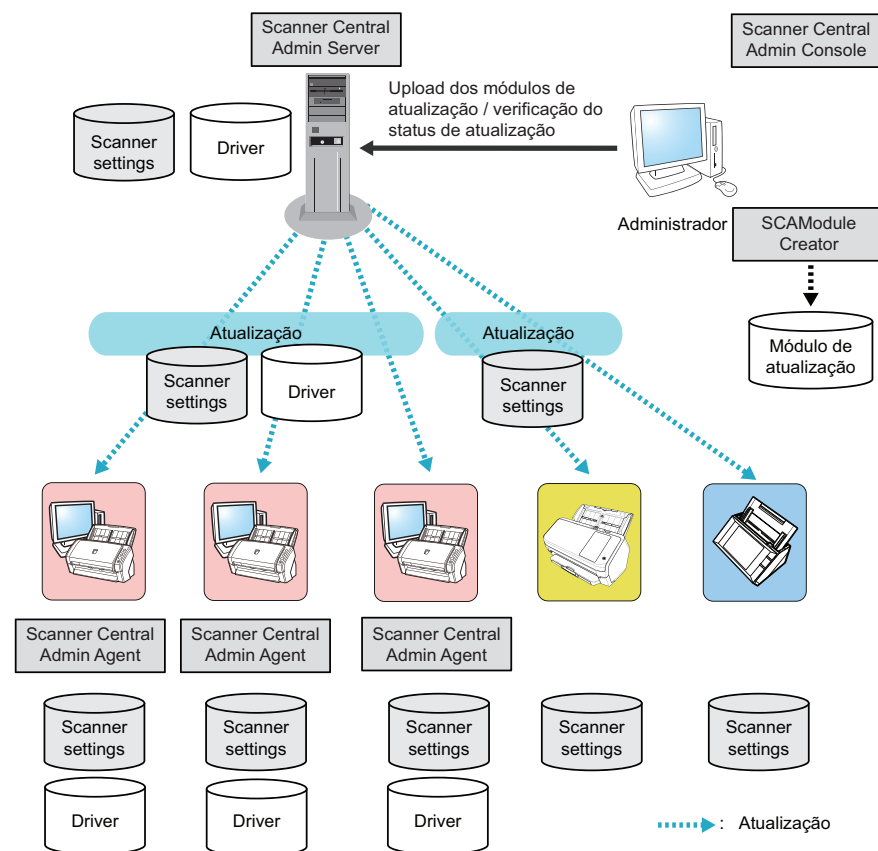 Scanner Central
Admin Server
Scanner Central
Admin Console
Upload dos módulos de
atualização / verificação do
status de atualização
Scanner
settings
Driver
Administrador
SCAModule
Creator
Atualização
Atualização
Módulo de
atualização
Scanner
settings
Driver
Scanner
settings
Scanner Central
Admin Agent
Scanner Central
Admin Agent
Scanner Central
Admin Agent
Scanner
settings
Scanner
settings
Scanner
settings
Scanner
settings
Scanner
settings
Driver
Driver
Driver
: Atualização